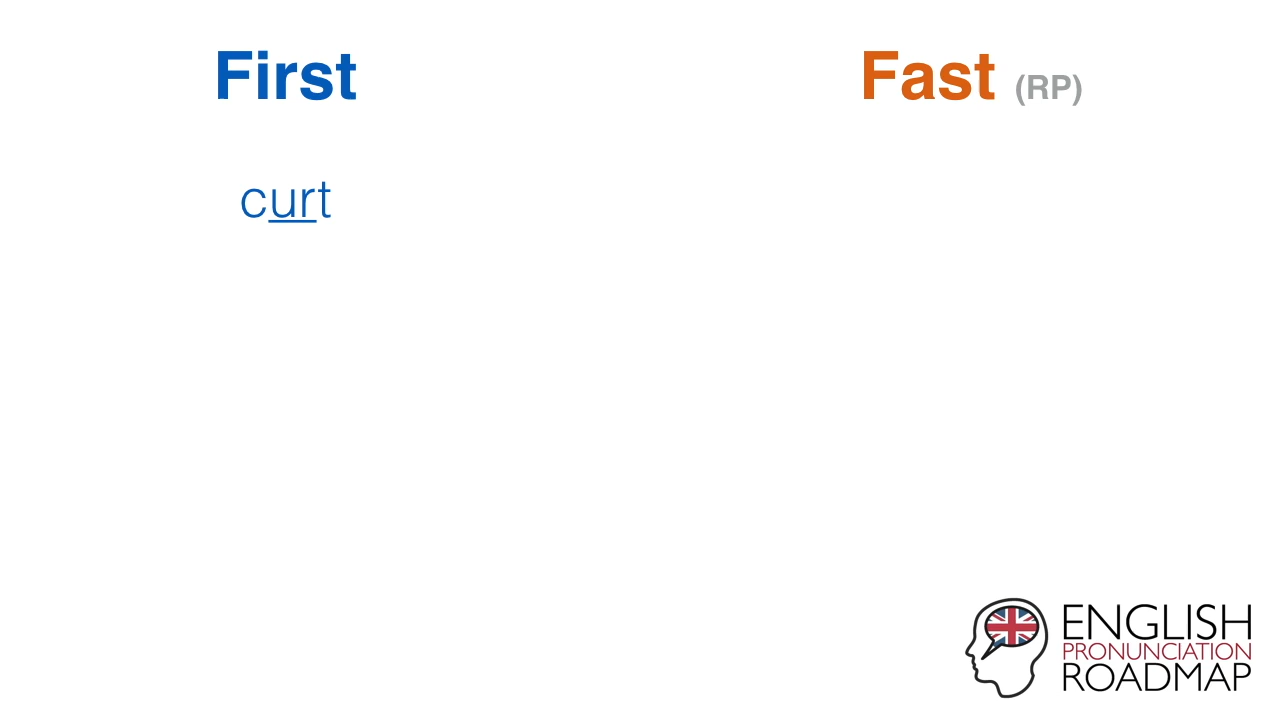 First
Fast (RP)
curt
ENGLISH
PRONUNCIATION
ROADMAP